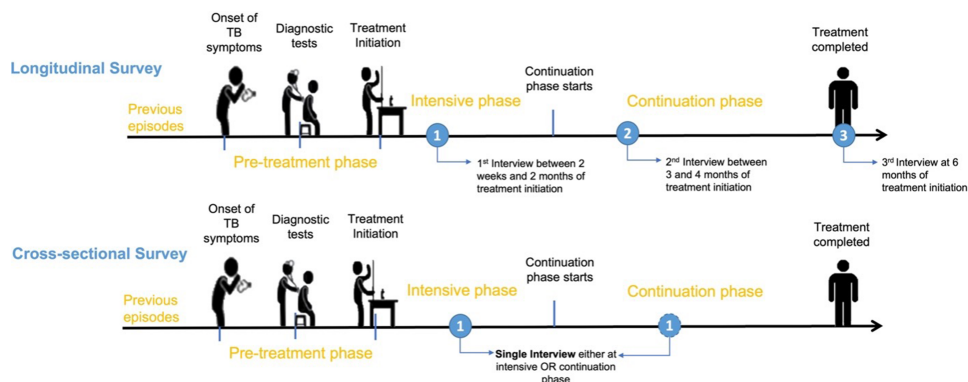 Onset of
TB
symptoms
Diagnostic
tests
Treatment
Initiation
Treatment
completed
Longitudinal Survey
Continuation
phase starts
Previous
episodes
Intensive phase
Continuation phase
Pre-treatment phase
1
2
3
1st Interview between 2
weeks and 2 months of
treatment initiation
2nd Interview between
3 and 4 months of
treatment initiation
3rd Interview at 6
months of
treatment initiation
Onset of
TB
symptoms
Diagnostic
tests
Treatment
Initiation
Treatment
completed
Cross-sectional Survey
Continuation
phase starts
Previous
episodes
Intensive phase
Continuation phase
Pre-treatment phase
1
1
Single Interview either at
intensive OR continuation
phase